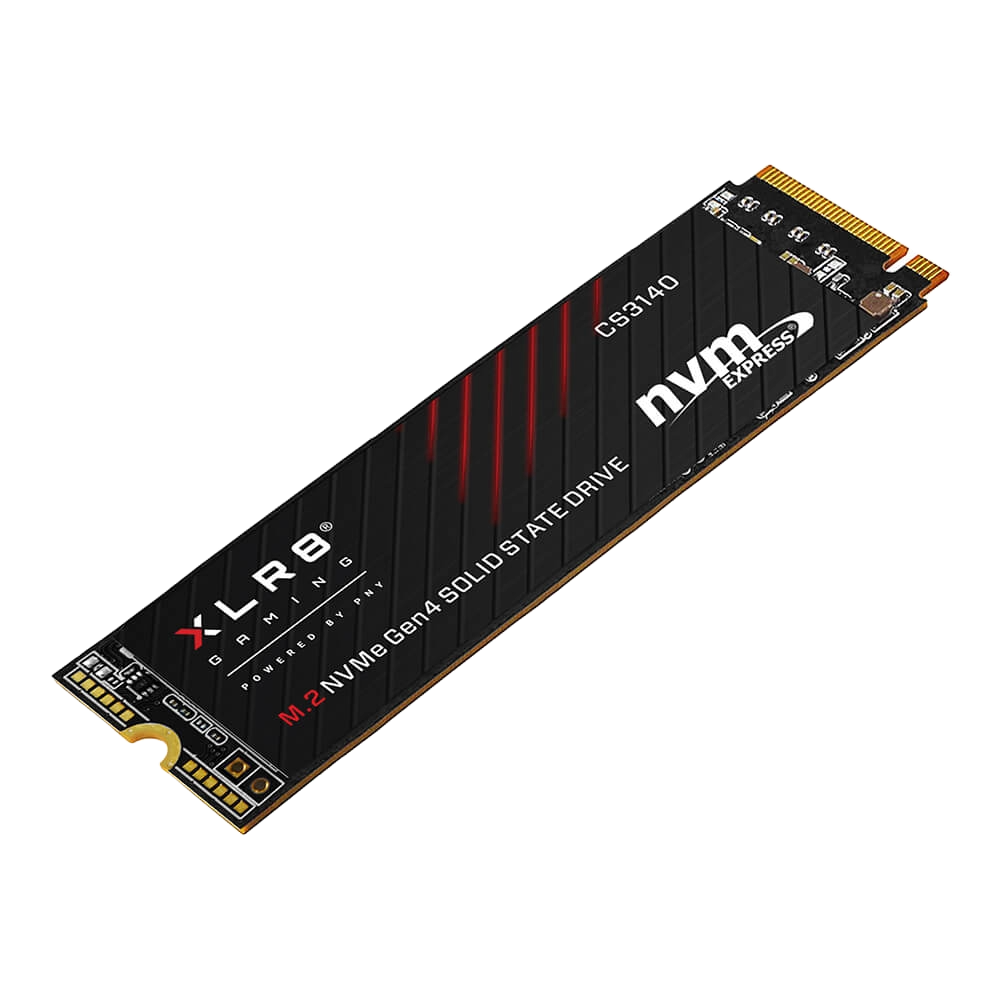 XLR8®
GAMING
POWERED BY PNY
M.2 NVMe Gen4 SOLID STATE DRIVE
CS3140
nvm
EXPRESS®